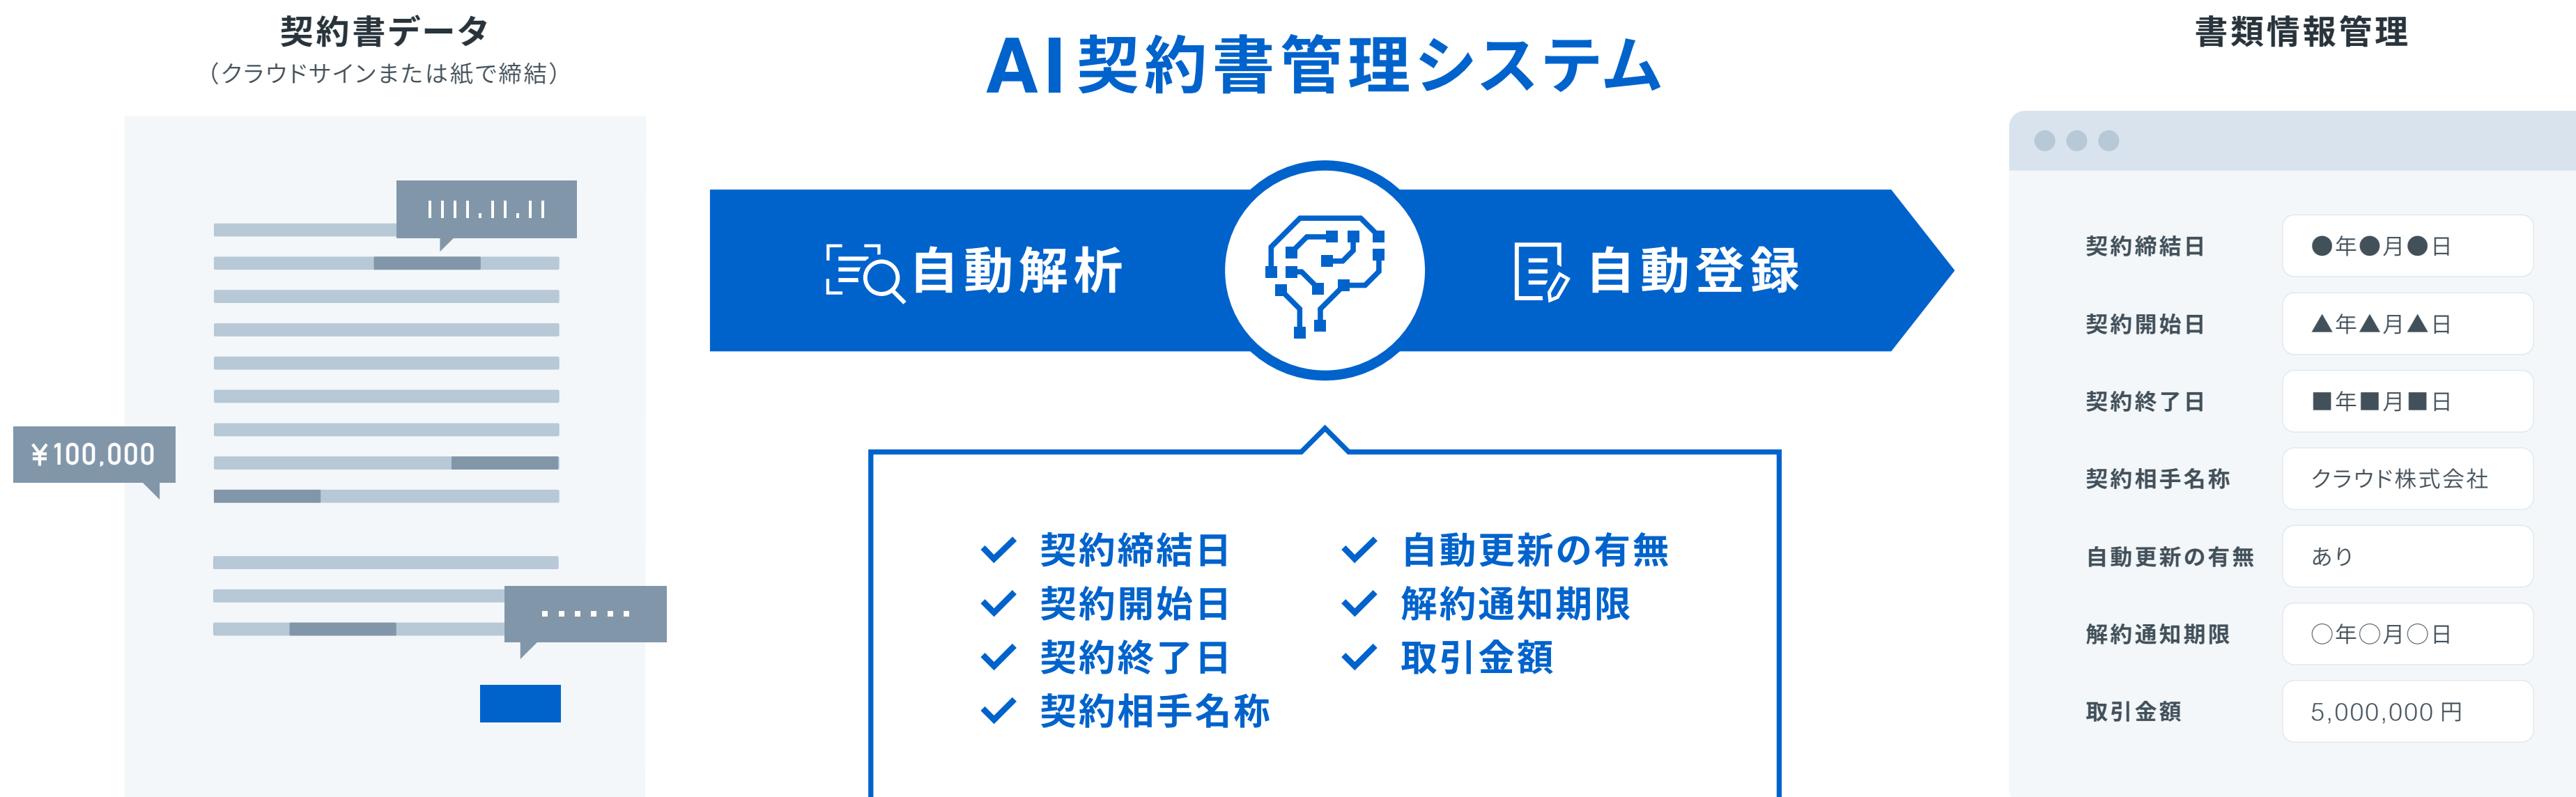 契約書データ
（クラウドサインまたは紙で締結）
1111.11.11
¥100,000
AI契約書管理システム
自動解析
自動登録
契約締結日
契約開始日
契約終了日
契約相手名称
自動更新の有無
解約通知期限
取引金額
書類情報管理
契約締結日 ●年●月●日
契約開始日 ▲年▲月▲日
契約終了日 ■年■月■日
契約相手名称 クラウド株式会社
自動更新の有無 あり
解約通知期限 ○年○月○日
取引金額 5,000,000 円